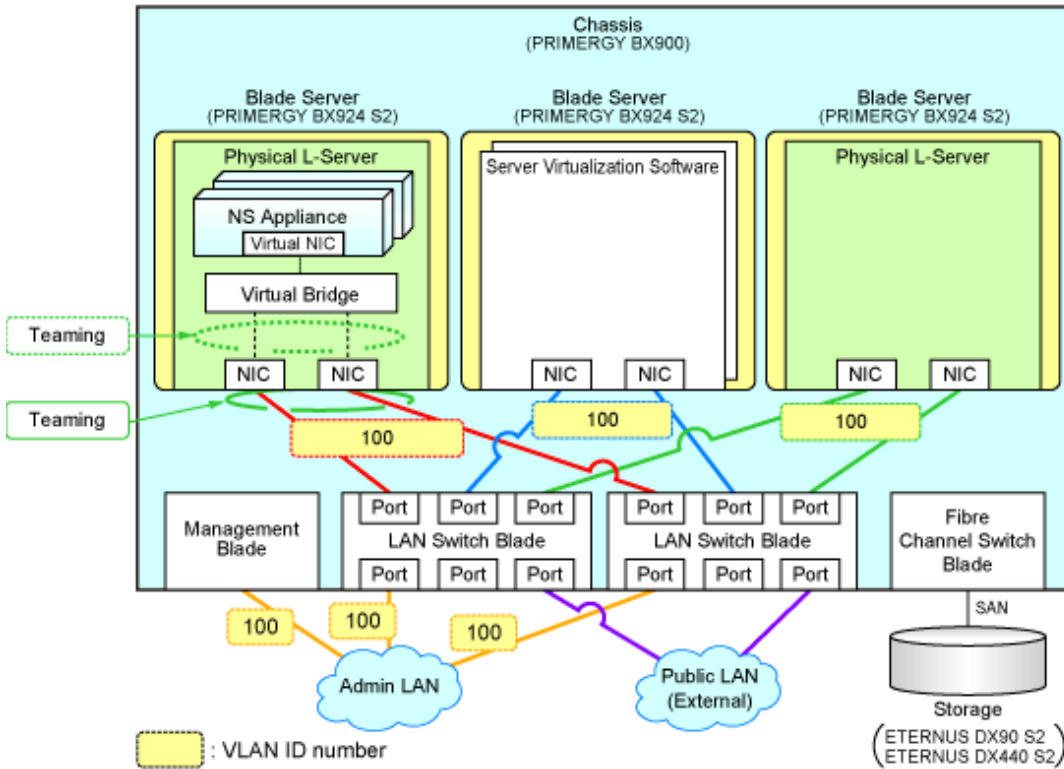 Chassis
(PRIMERGY BX900)
Blade Server
(PRIMERGY BX924 S2)
Blade Server
(PRIMERGY BX924 S2)
Blade Server
(PRIMERGY BX924 S2)
Physical L-Server
NS Appliance
Virtual NIC
Virtual Bridge
NIC
NIC
Server Virtualization Software
NIC
NIC
Physical L-Server
NIC
NIC
Teaming
Teaming
100
100
100
Management
Blade
Port
Port
Port
LAN Switch Blade
Port
Port
Port
Port
Port
Port
LAN Switch Blade
Port
Port
Port
Fibre
Channel Switch
Blade
100
100
100
SAN
Admin LAN
Public LAN
(External)
Storage
(ETERNUS DX90 S2
ETERNUS DX440 S2)
: VLAN ID number